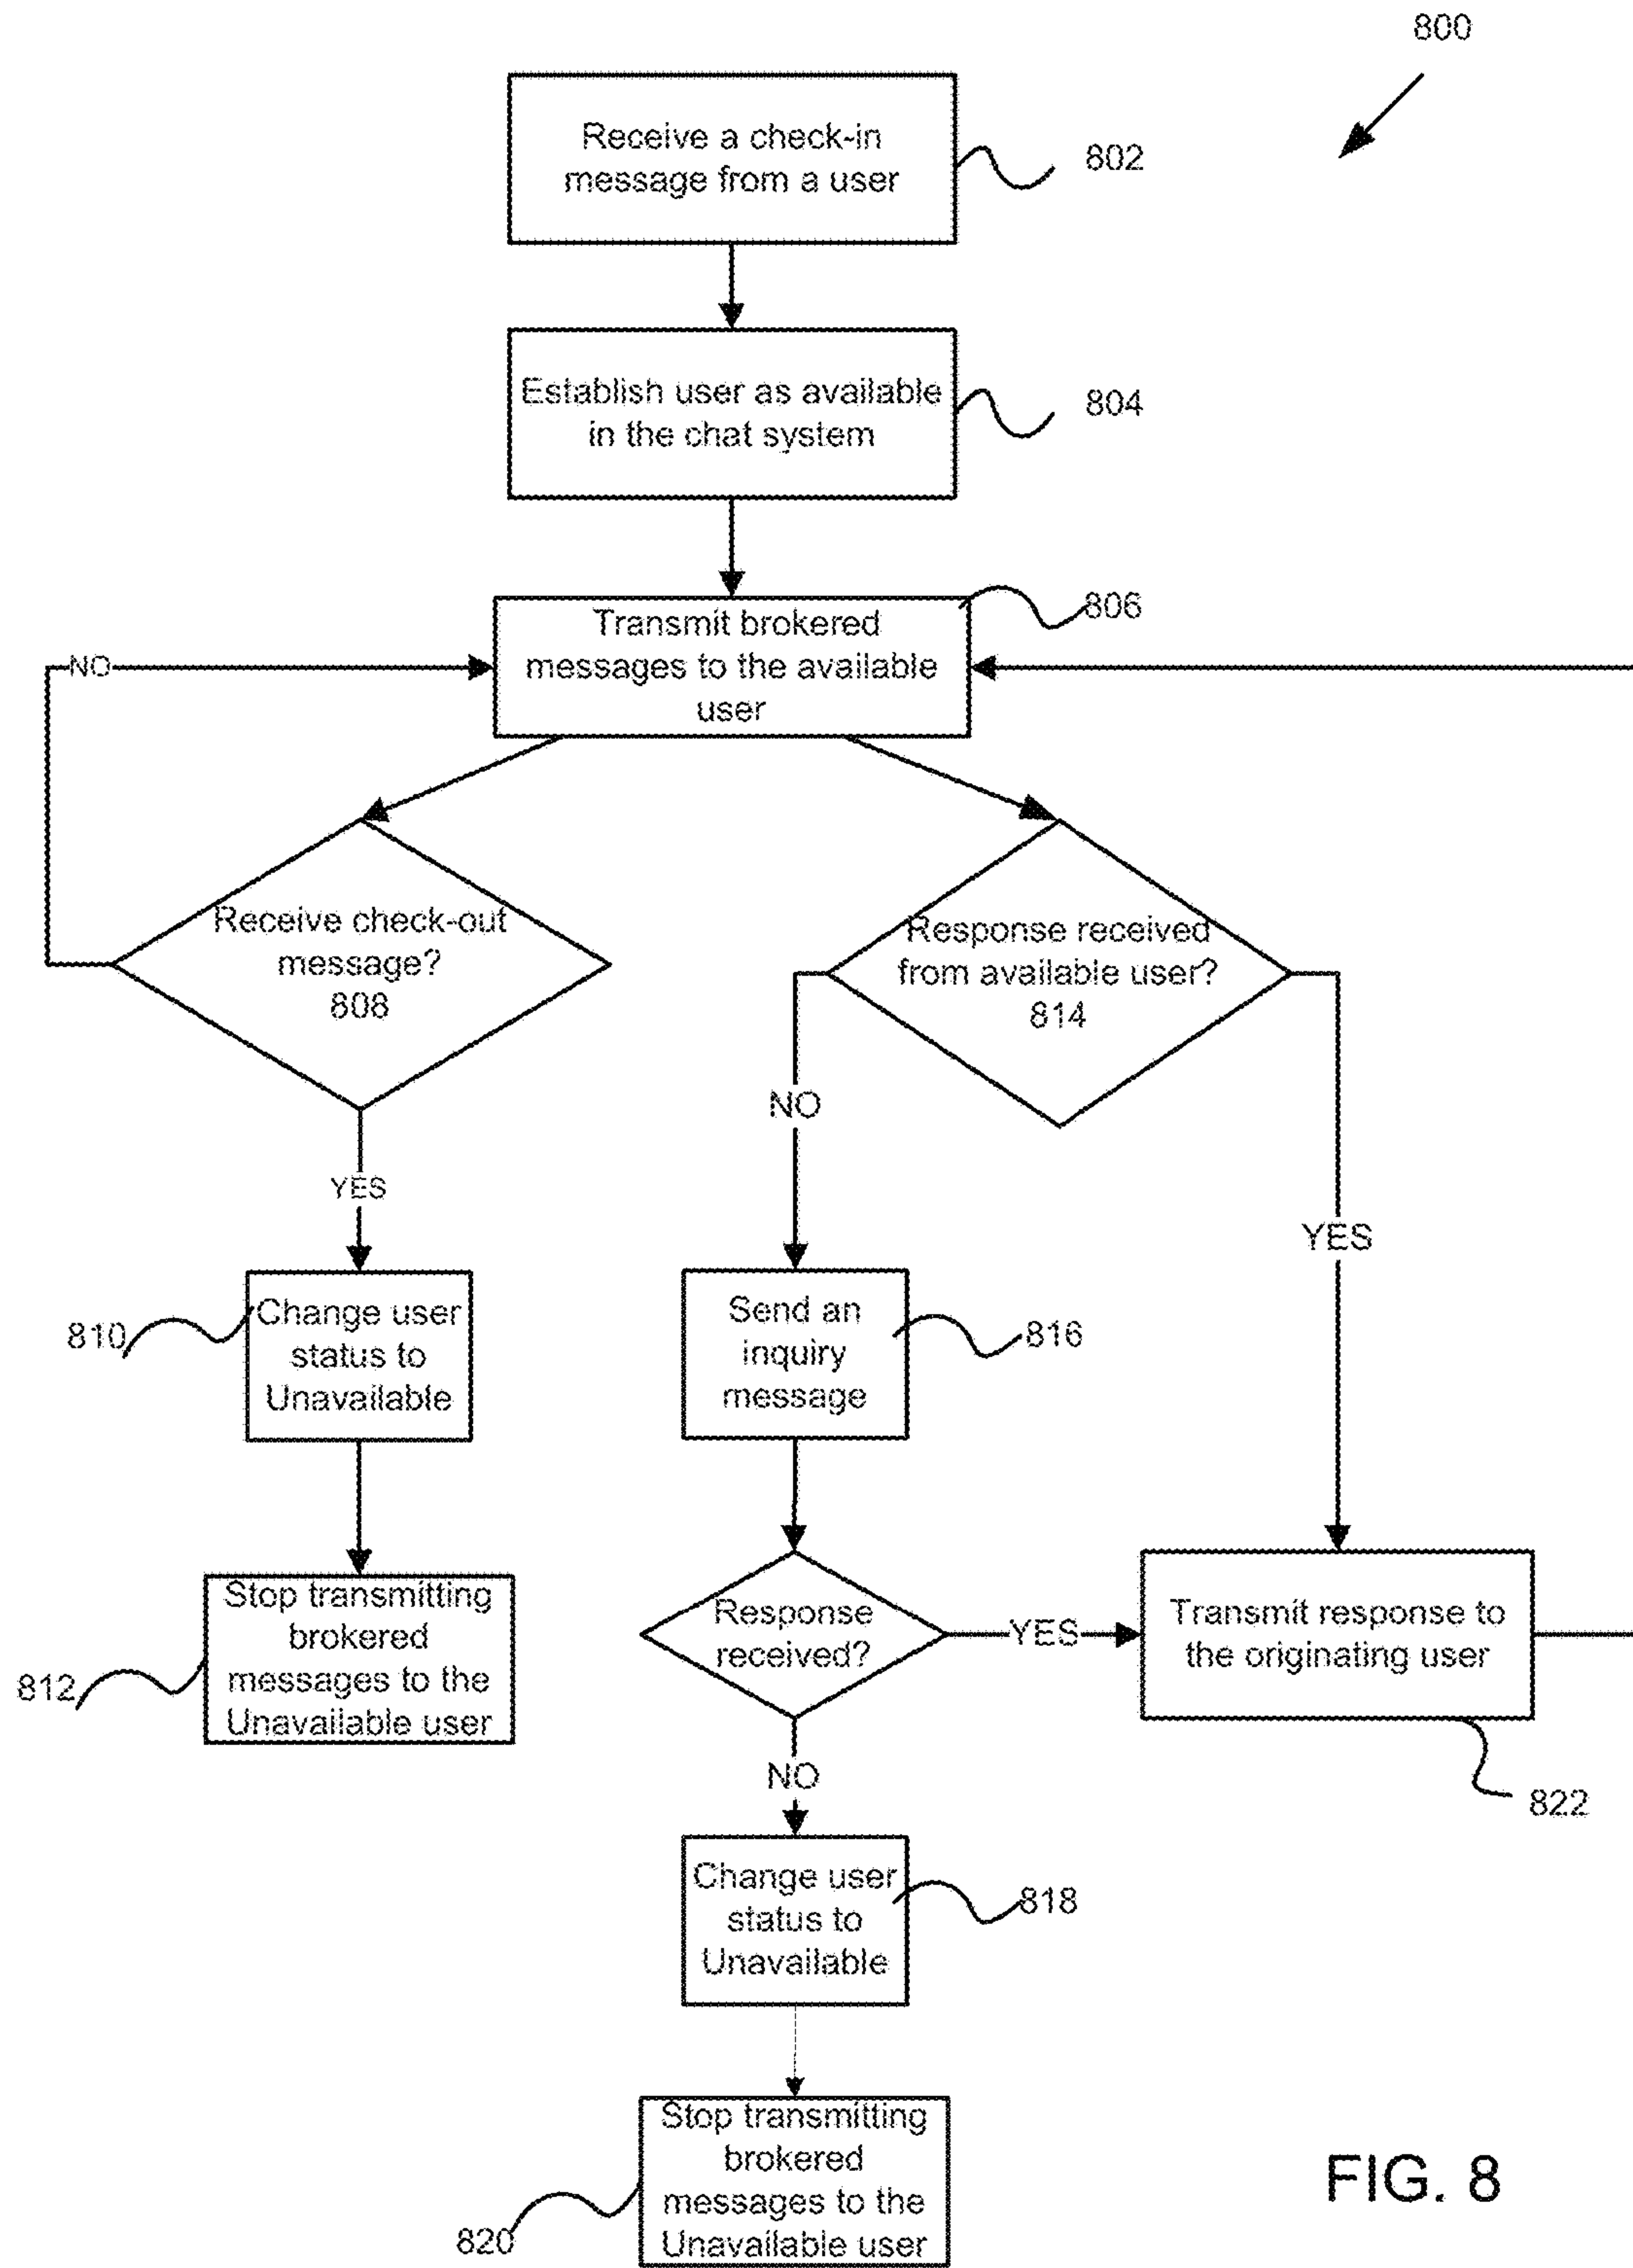 800
Receive a check-in
message from a user
802
Establish user as available
in the chat system
804
Transmit brokered
messages to the available
user
806
NO
Receive check-out
message?
808
Response received
from available user?
814
NO
YES
YES
Change user
status to
Unavailable
810
Send an
inquiry
message
816
Stop transmitting
brokered
messages to the
Unavailable user
812
Response
received?
YES
Transmit response to
the originating user
822
NO
Change user
status to
Unavailable
818
Stop transmitting
brokered
messages to the
Unavailable user
820
FIG. 8